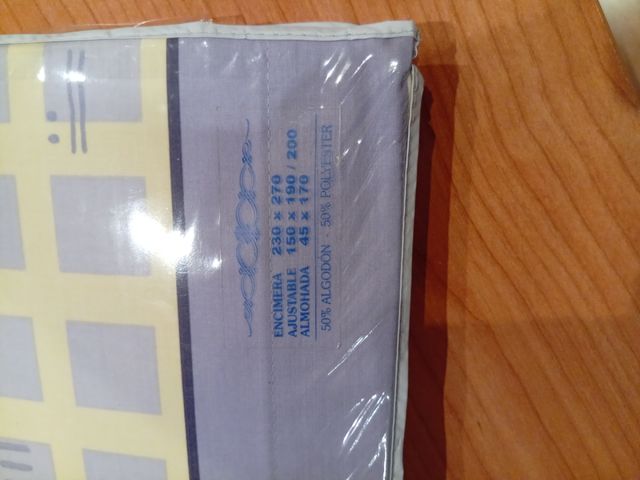 ENCIMERA 230 x 270
AJUSTABLE 150 x 190 / 200
ALMOHADA 45 x 170
50% ALGODÓN - 50% POLYESTER